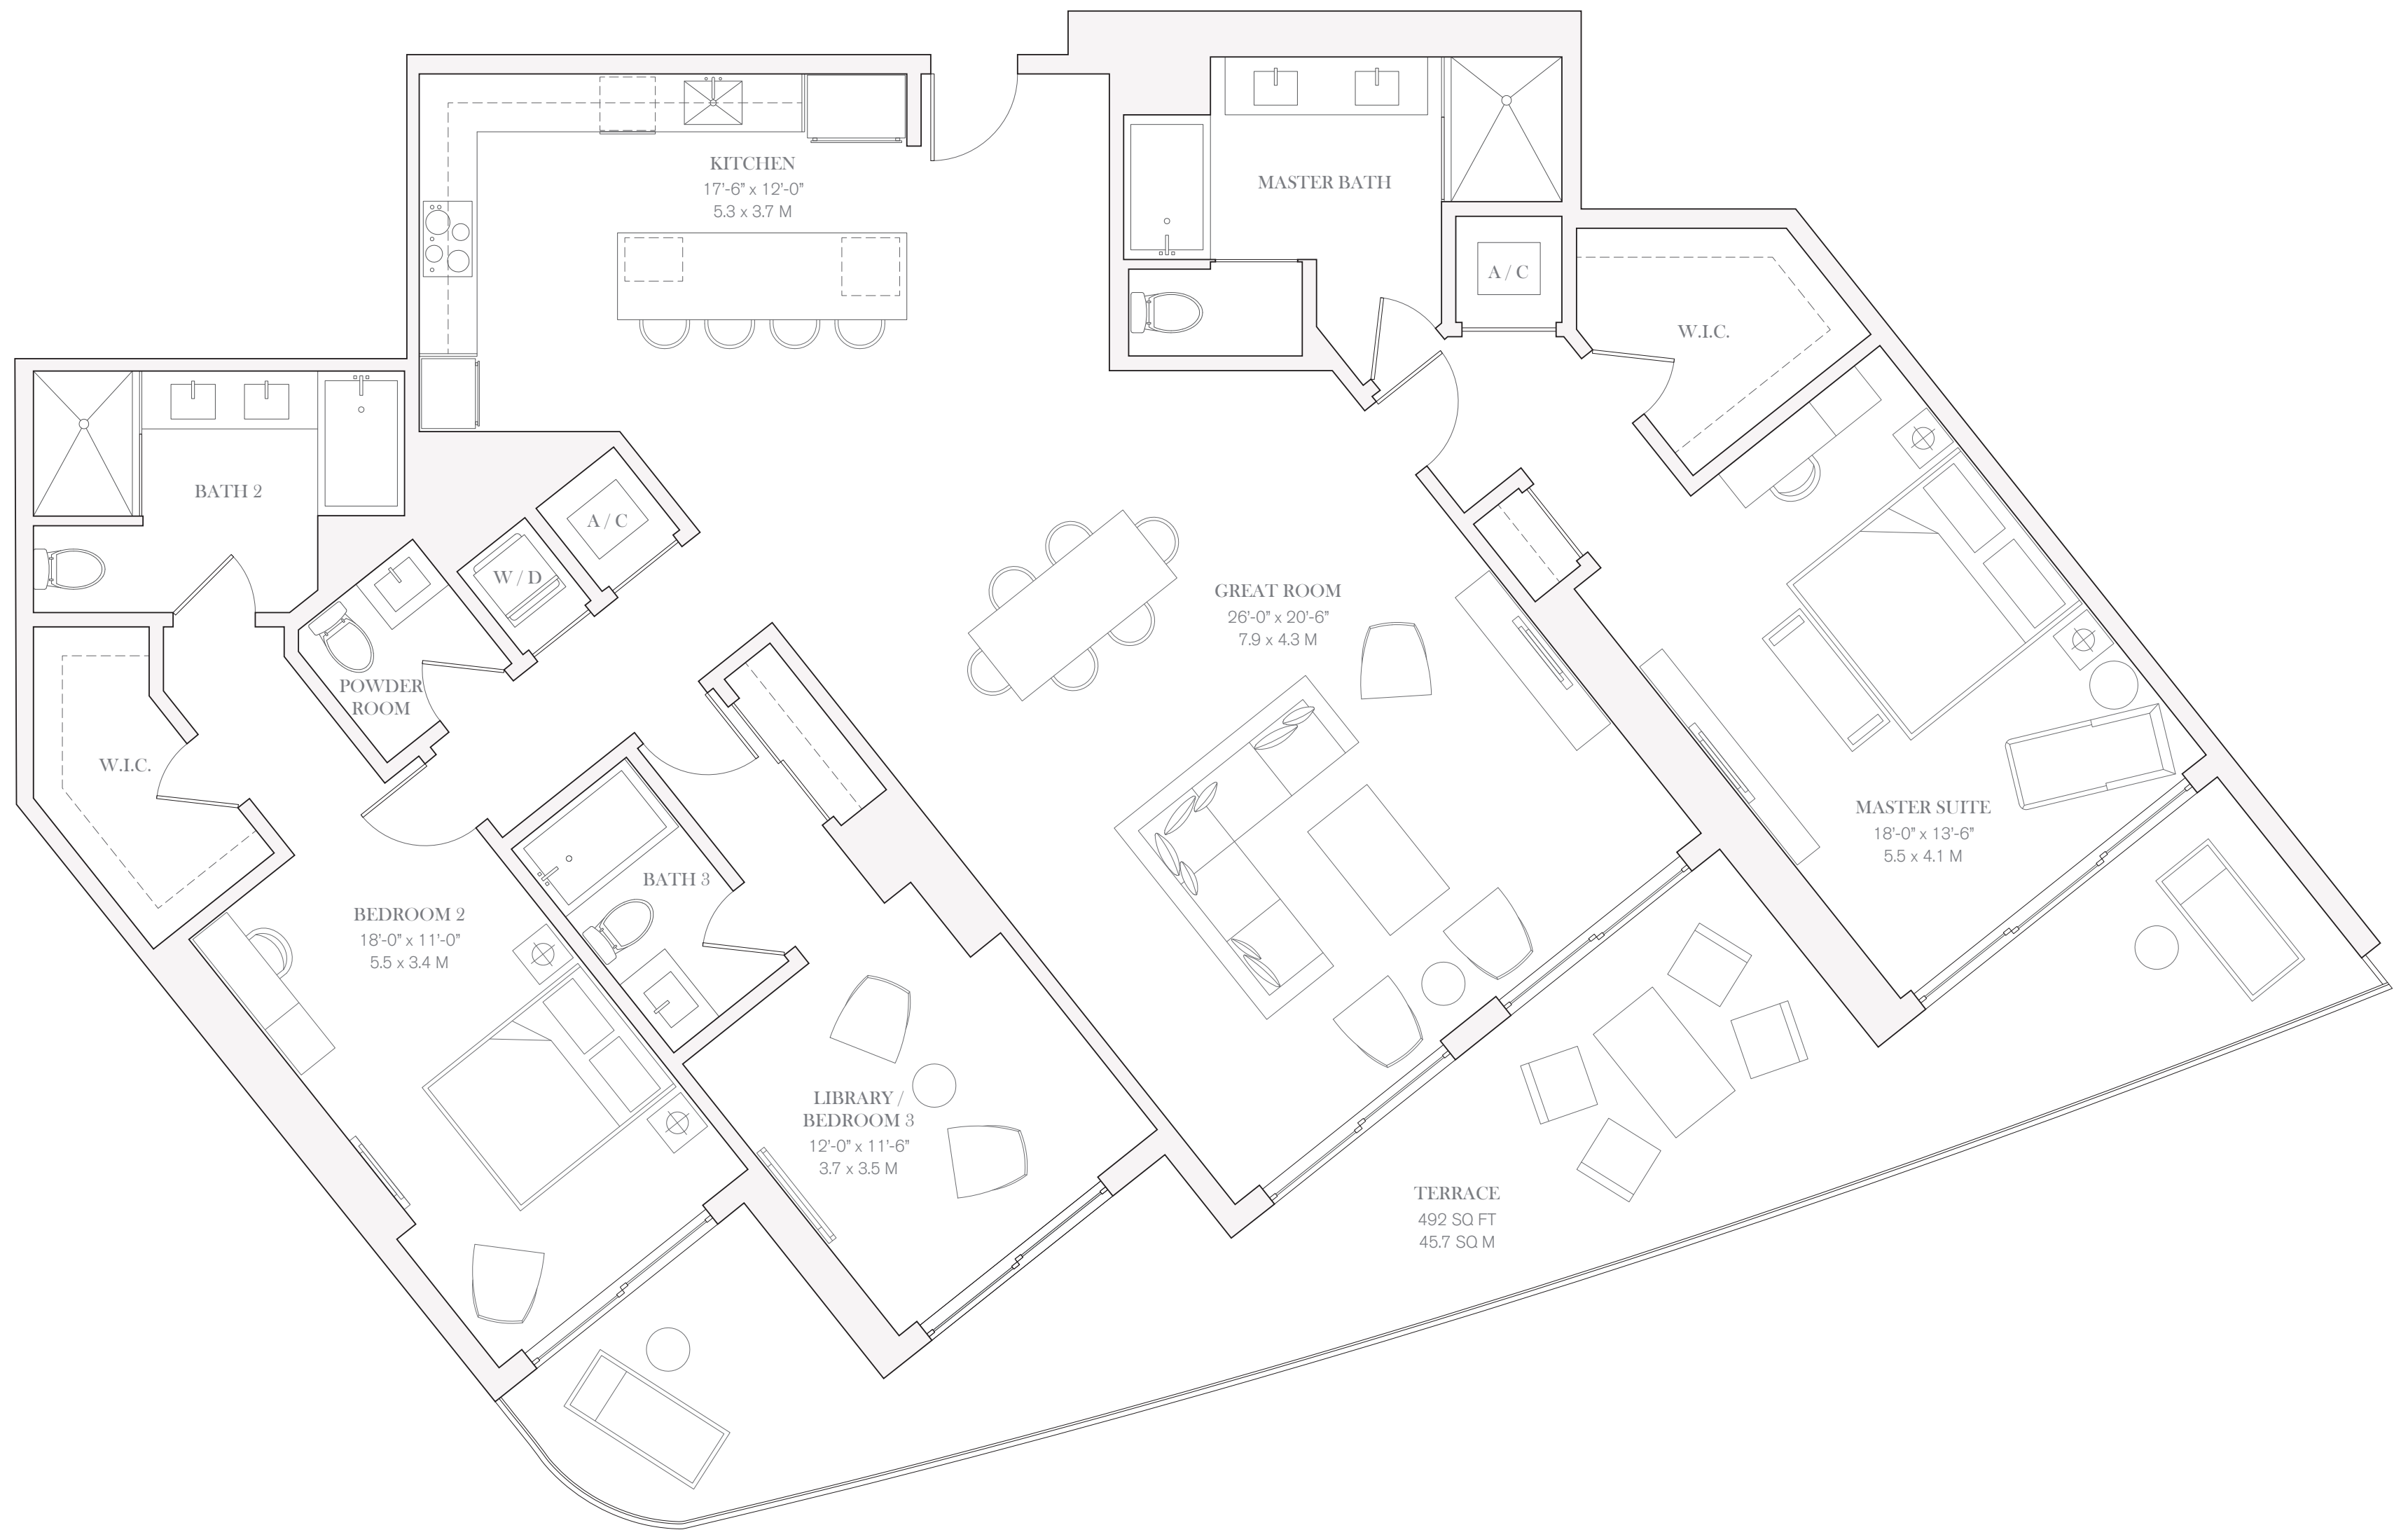 KITCHEN
17'-6" x 12'-0"
5.3 x 3.7 M
MASTER BATH
A / C
W.I.C.
BATH 2
A / C
W / D
POWDER
ROOM
W.I.C.
GREAT ROOM
26'-0" x 20'-6"
7.9 x 4.3 M
MASTER SUITE
18'-0" x 13'-6"
5.5 x 4.1 M
BATH 3
BEDROOM 2
18'-0" x 11'-0"
5.5 x 3.4 M
LIBRARY /
BEDROOM 3
12'-0" x 11'-6"
3.7 x 3.5 M
TERRACE
492 SQ FT
45.7 SQ M